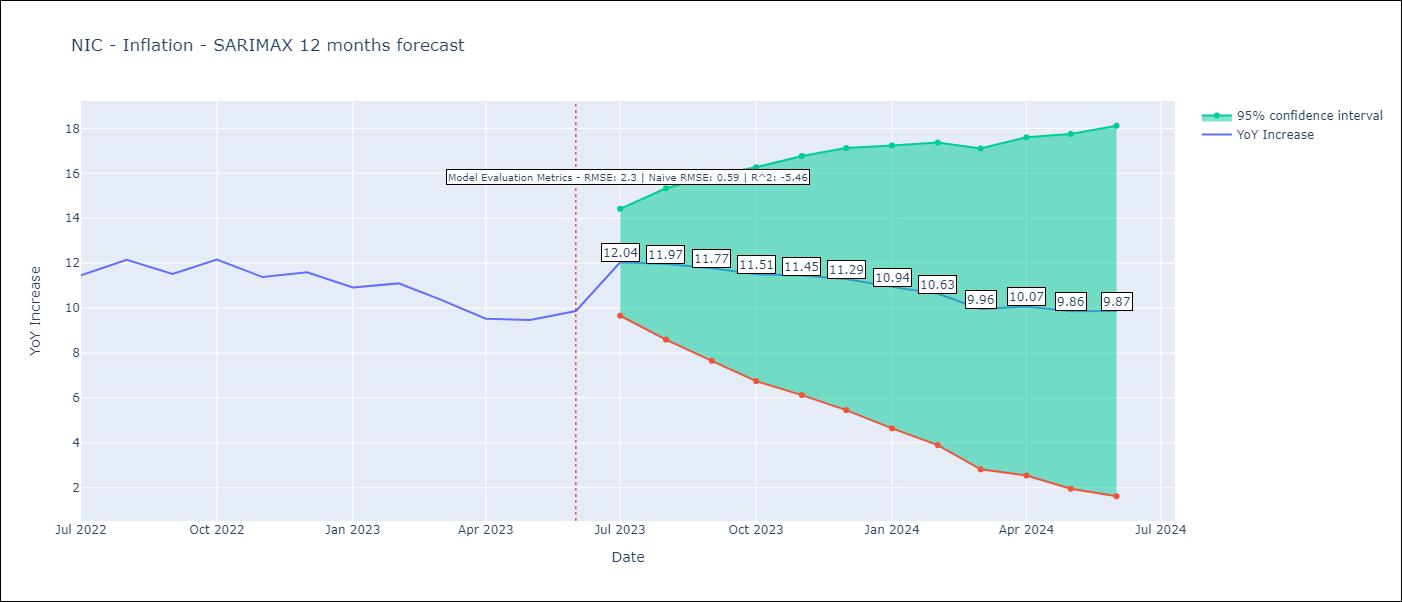 NIC - Inflation - SARIMAX 12 months forecast
95% confidence interval
YoY Increase
18
16
14
12
10
8
6
4
2
YoY Increase
Model Evaluation Metrics - RMSE: 2.3 | Naive RMSE: 0.59 | R^2: -5.46
12.04
11.97
11.77
11.51
11.45
11.29
10.94
10.63
9.96
10.07
9.86
9.87
Jul 2022
Oct 2022
Jan 2023
Apr 2023
Jul 2023
Oct 2023
Jan 2024
Apr 2024
Jul 2024
Date